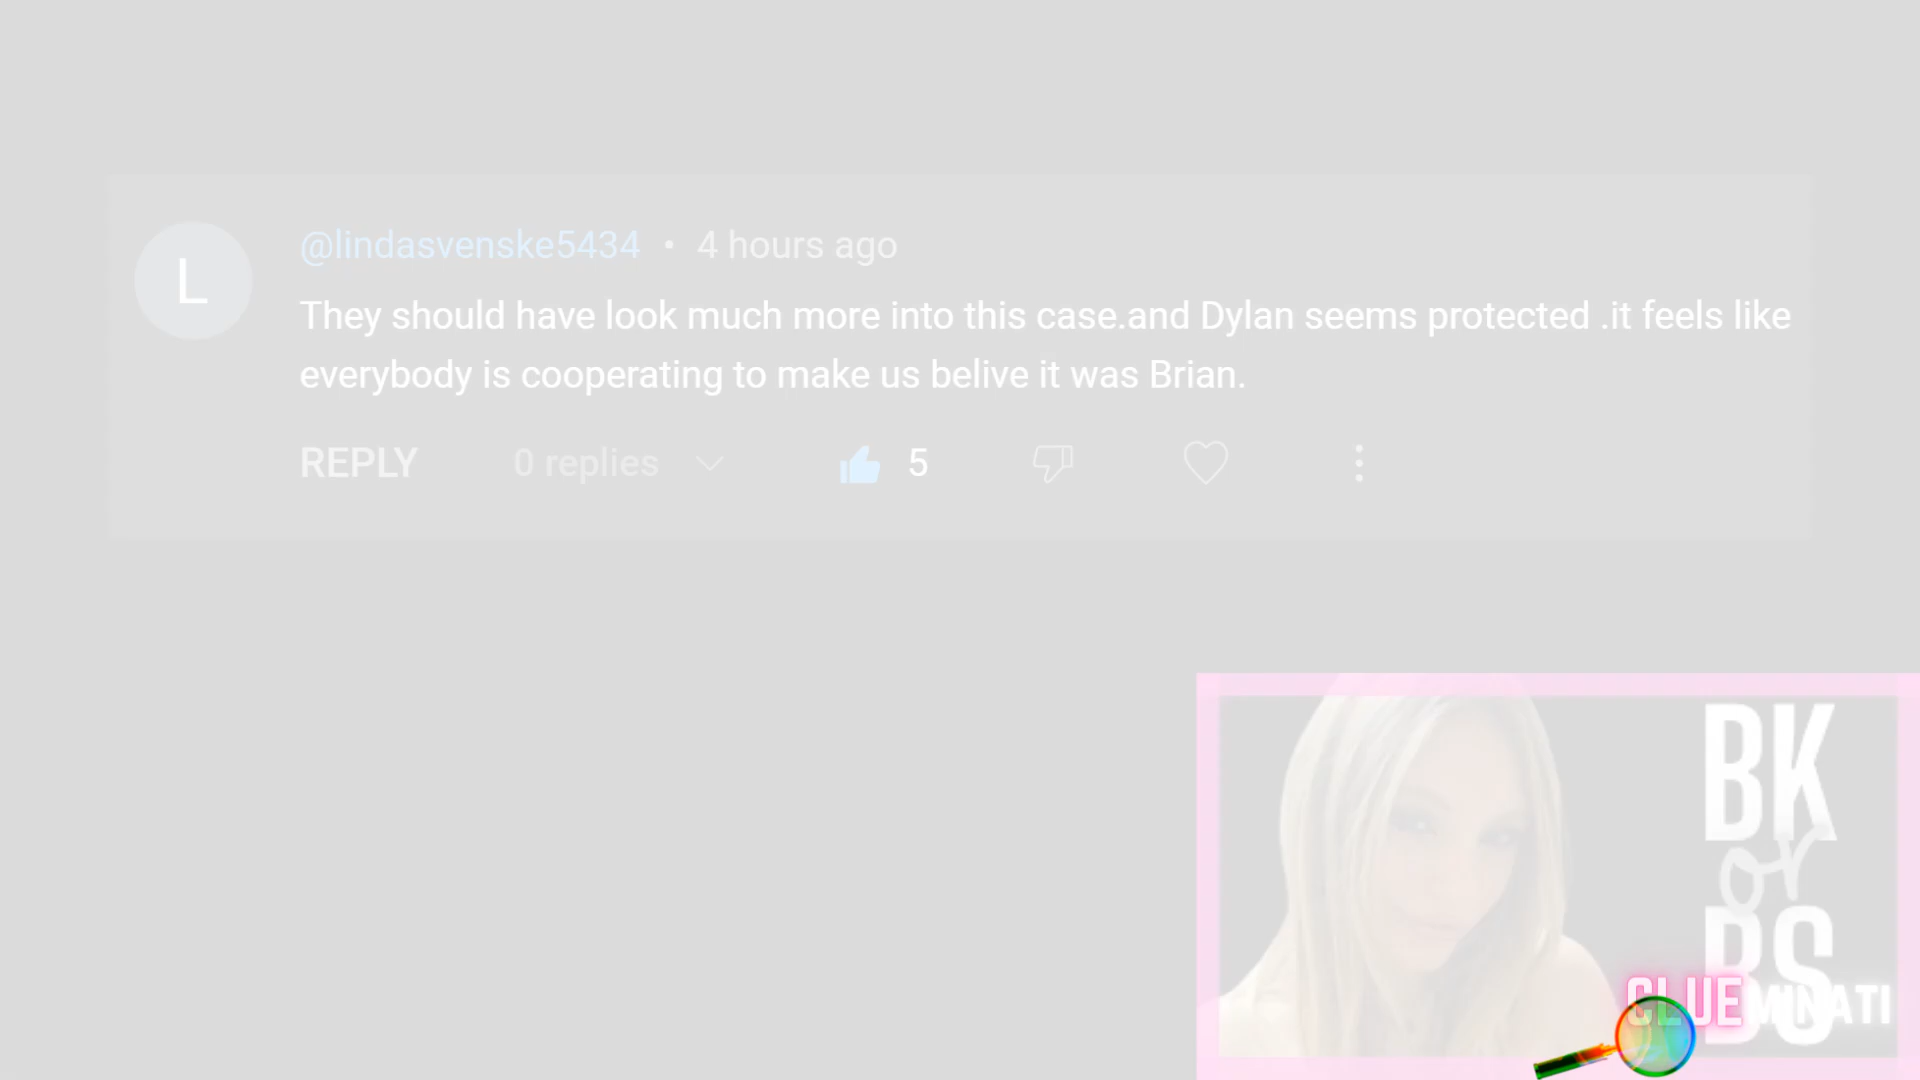 L
@lindasvenske5434 • 4 hours ago
They should have look much more into this case.and Dylan seems protected .it feels like
everybody is cooperating to make us belive it was Brian.
REPLY 0 replies 5
BK
or
BS
CLUEMINATI